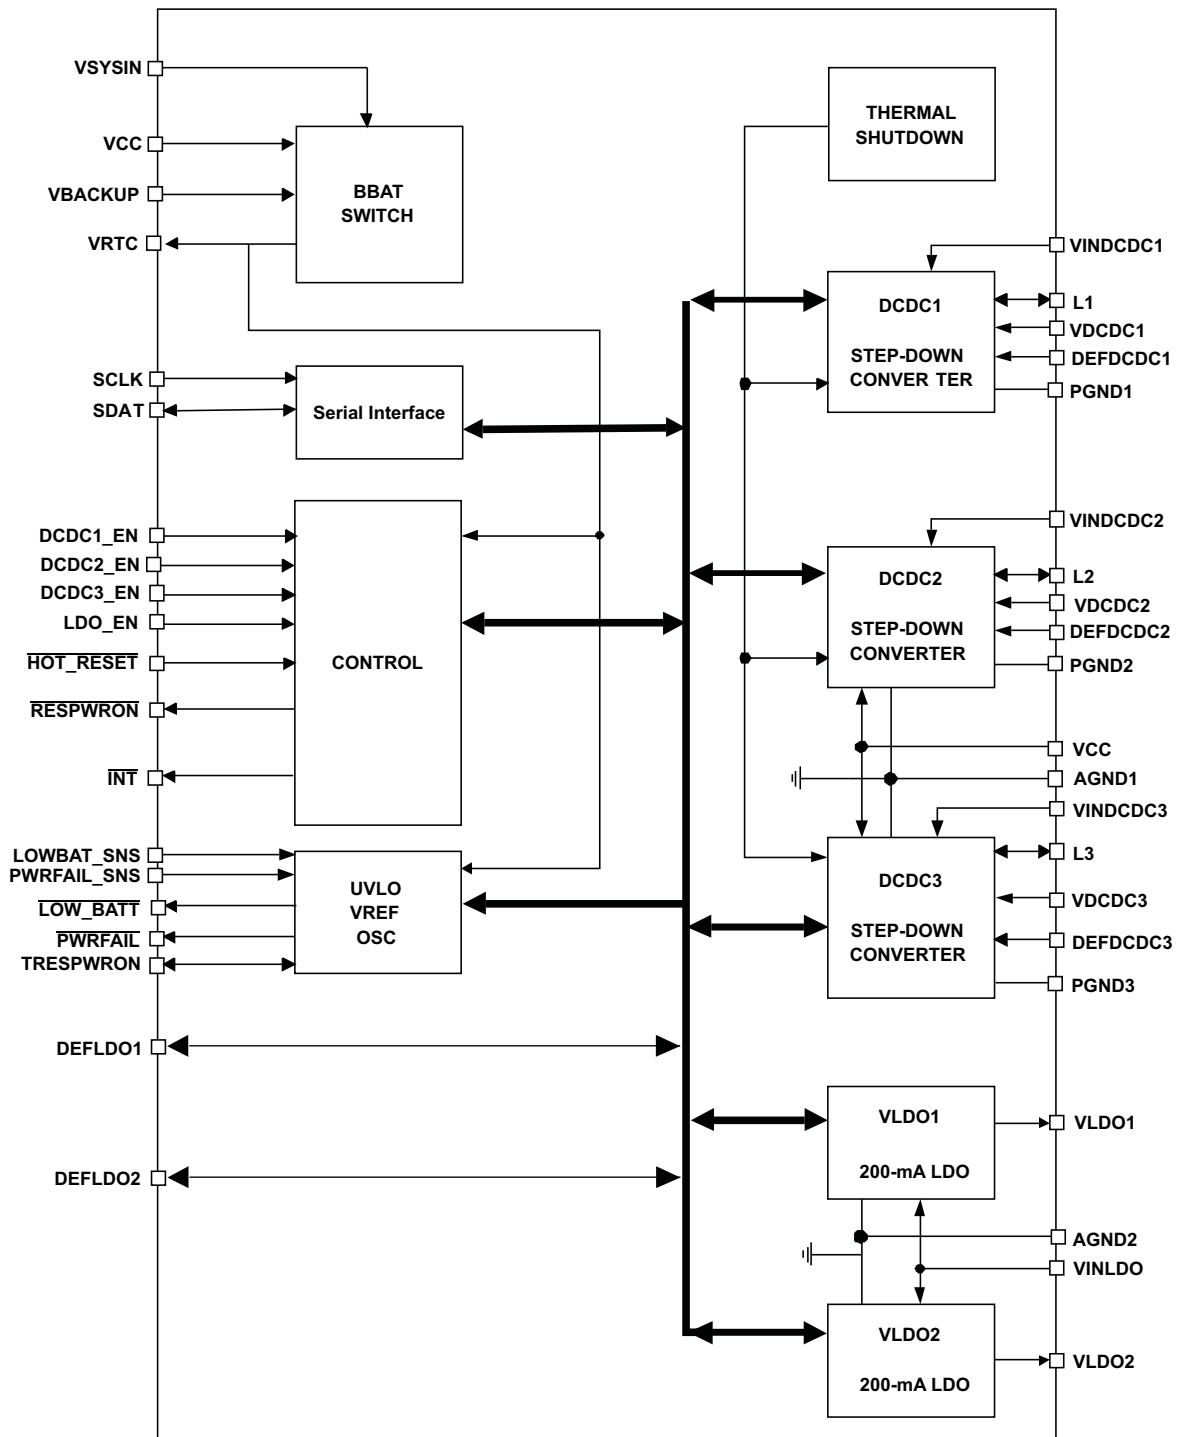 VSYSIN
VCC
VBACKUP
VRTC
BBAT
SWITCH
THERMAL
SHUTDOWN
SCLK
SDAT
Serial Interface
DCDC1_EN
DCDC2_EN
DCDC3_EN
LDO_EN
HOT_RESET
RESPWRON
INT
CONTROL
LOWBAT_SNS
PWRFAIL_SNS
LOW_BATT
PWRFAIL
TRESPWRON
UVLO
VREF
OSC
DEFLDO1
DEFLDO2
DCDC1
STEP-DOWN
CONVER TER
VINDCDC1
L1
VDCDC1
DEFDCDC1
PGND1
DCDC2
STEP-DOWN
CONVERTER
VINDCDC2
L2
VDCDC2
DEFDCDC2
PGND2
VCC
AGND1
VINDCDC3
DCDC3
STEP-DOWN
CONVERTER
L3
VDCDC3
DEFDCDC3
PGND3
VLDO1
200-mA LDO
VLDO1
AGND2
VINLDO
VLDO2
200-mA LDO
VLDO2